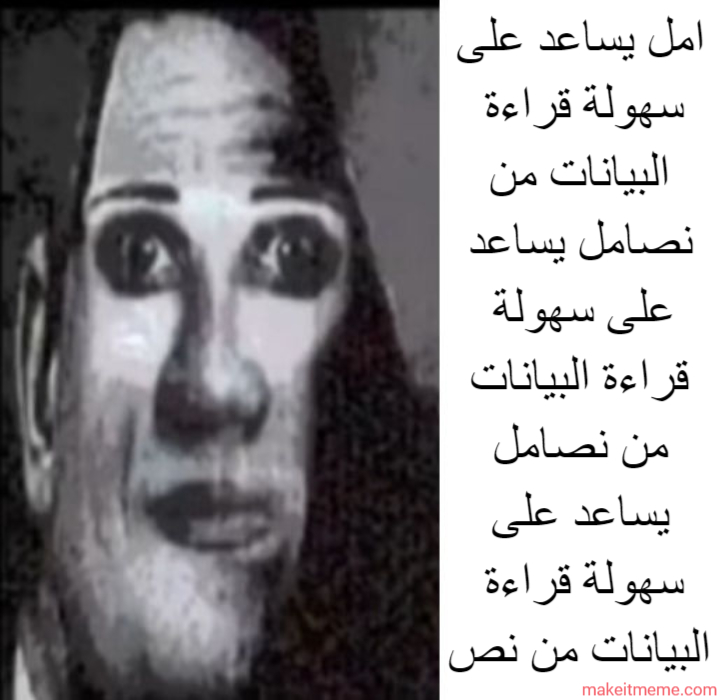 امل يساعد على
سهولة قراءة
البيانات من
نصامل يساعد
على سهولة
قراءة البيانات
من نصامل
يساعد على
سهولة قراءة
البيانات من نص
makeitmeme.com